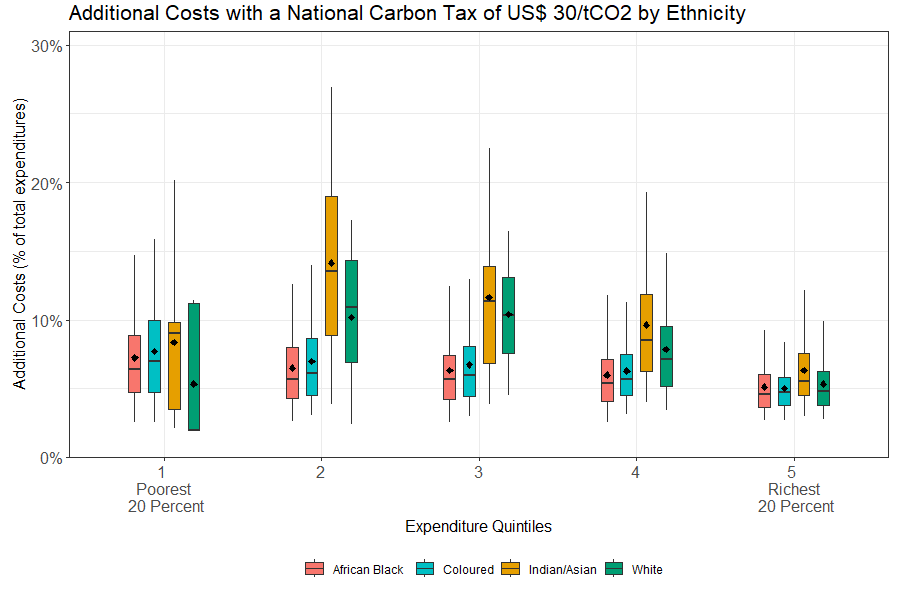 Additional Costs with a National Carbon Tax of US$ 30/tCO2 by Ethnicity
Additional Costs (% of total expenditures)
30%
20%
10%
0%
1 2 3 4 5
Poorest Richest
20 Percent 20 Percent
Expenditure Quintiles
African Black Coloured Indian/Asian White